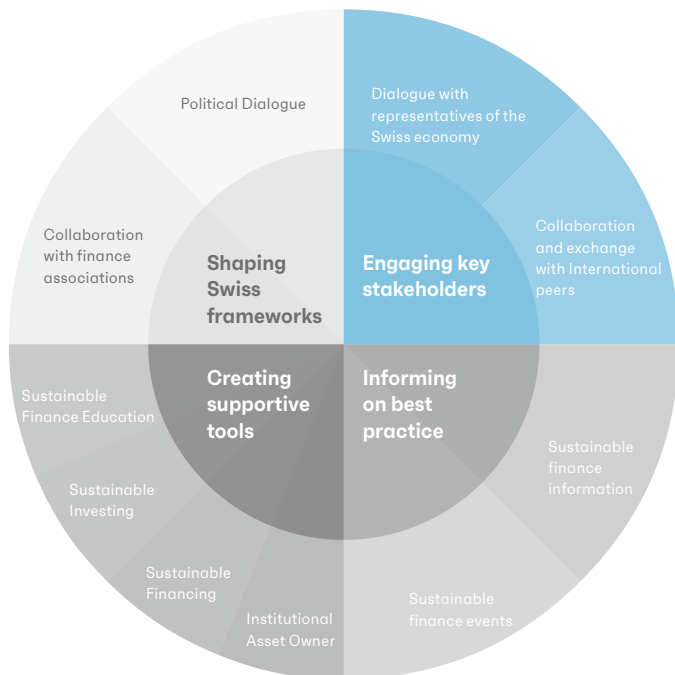 Political Dialogue
Dialogue with
representatives of the
Swiss economy
Collaboration
with finance
associations
Collaboration
and exchange
with International
peers
Shaping
Swiss
frameworks
Engaging key
stakeholders
Creating
supportive
tools
Informing
on best
practice
Sustainable
Finance Education
Sustainable
Investing
Sustainable
Financing
Institutional
Asset Owner
Sustainable
finance events
Sustainable
finance
information